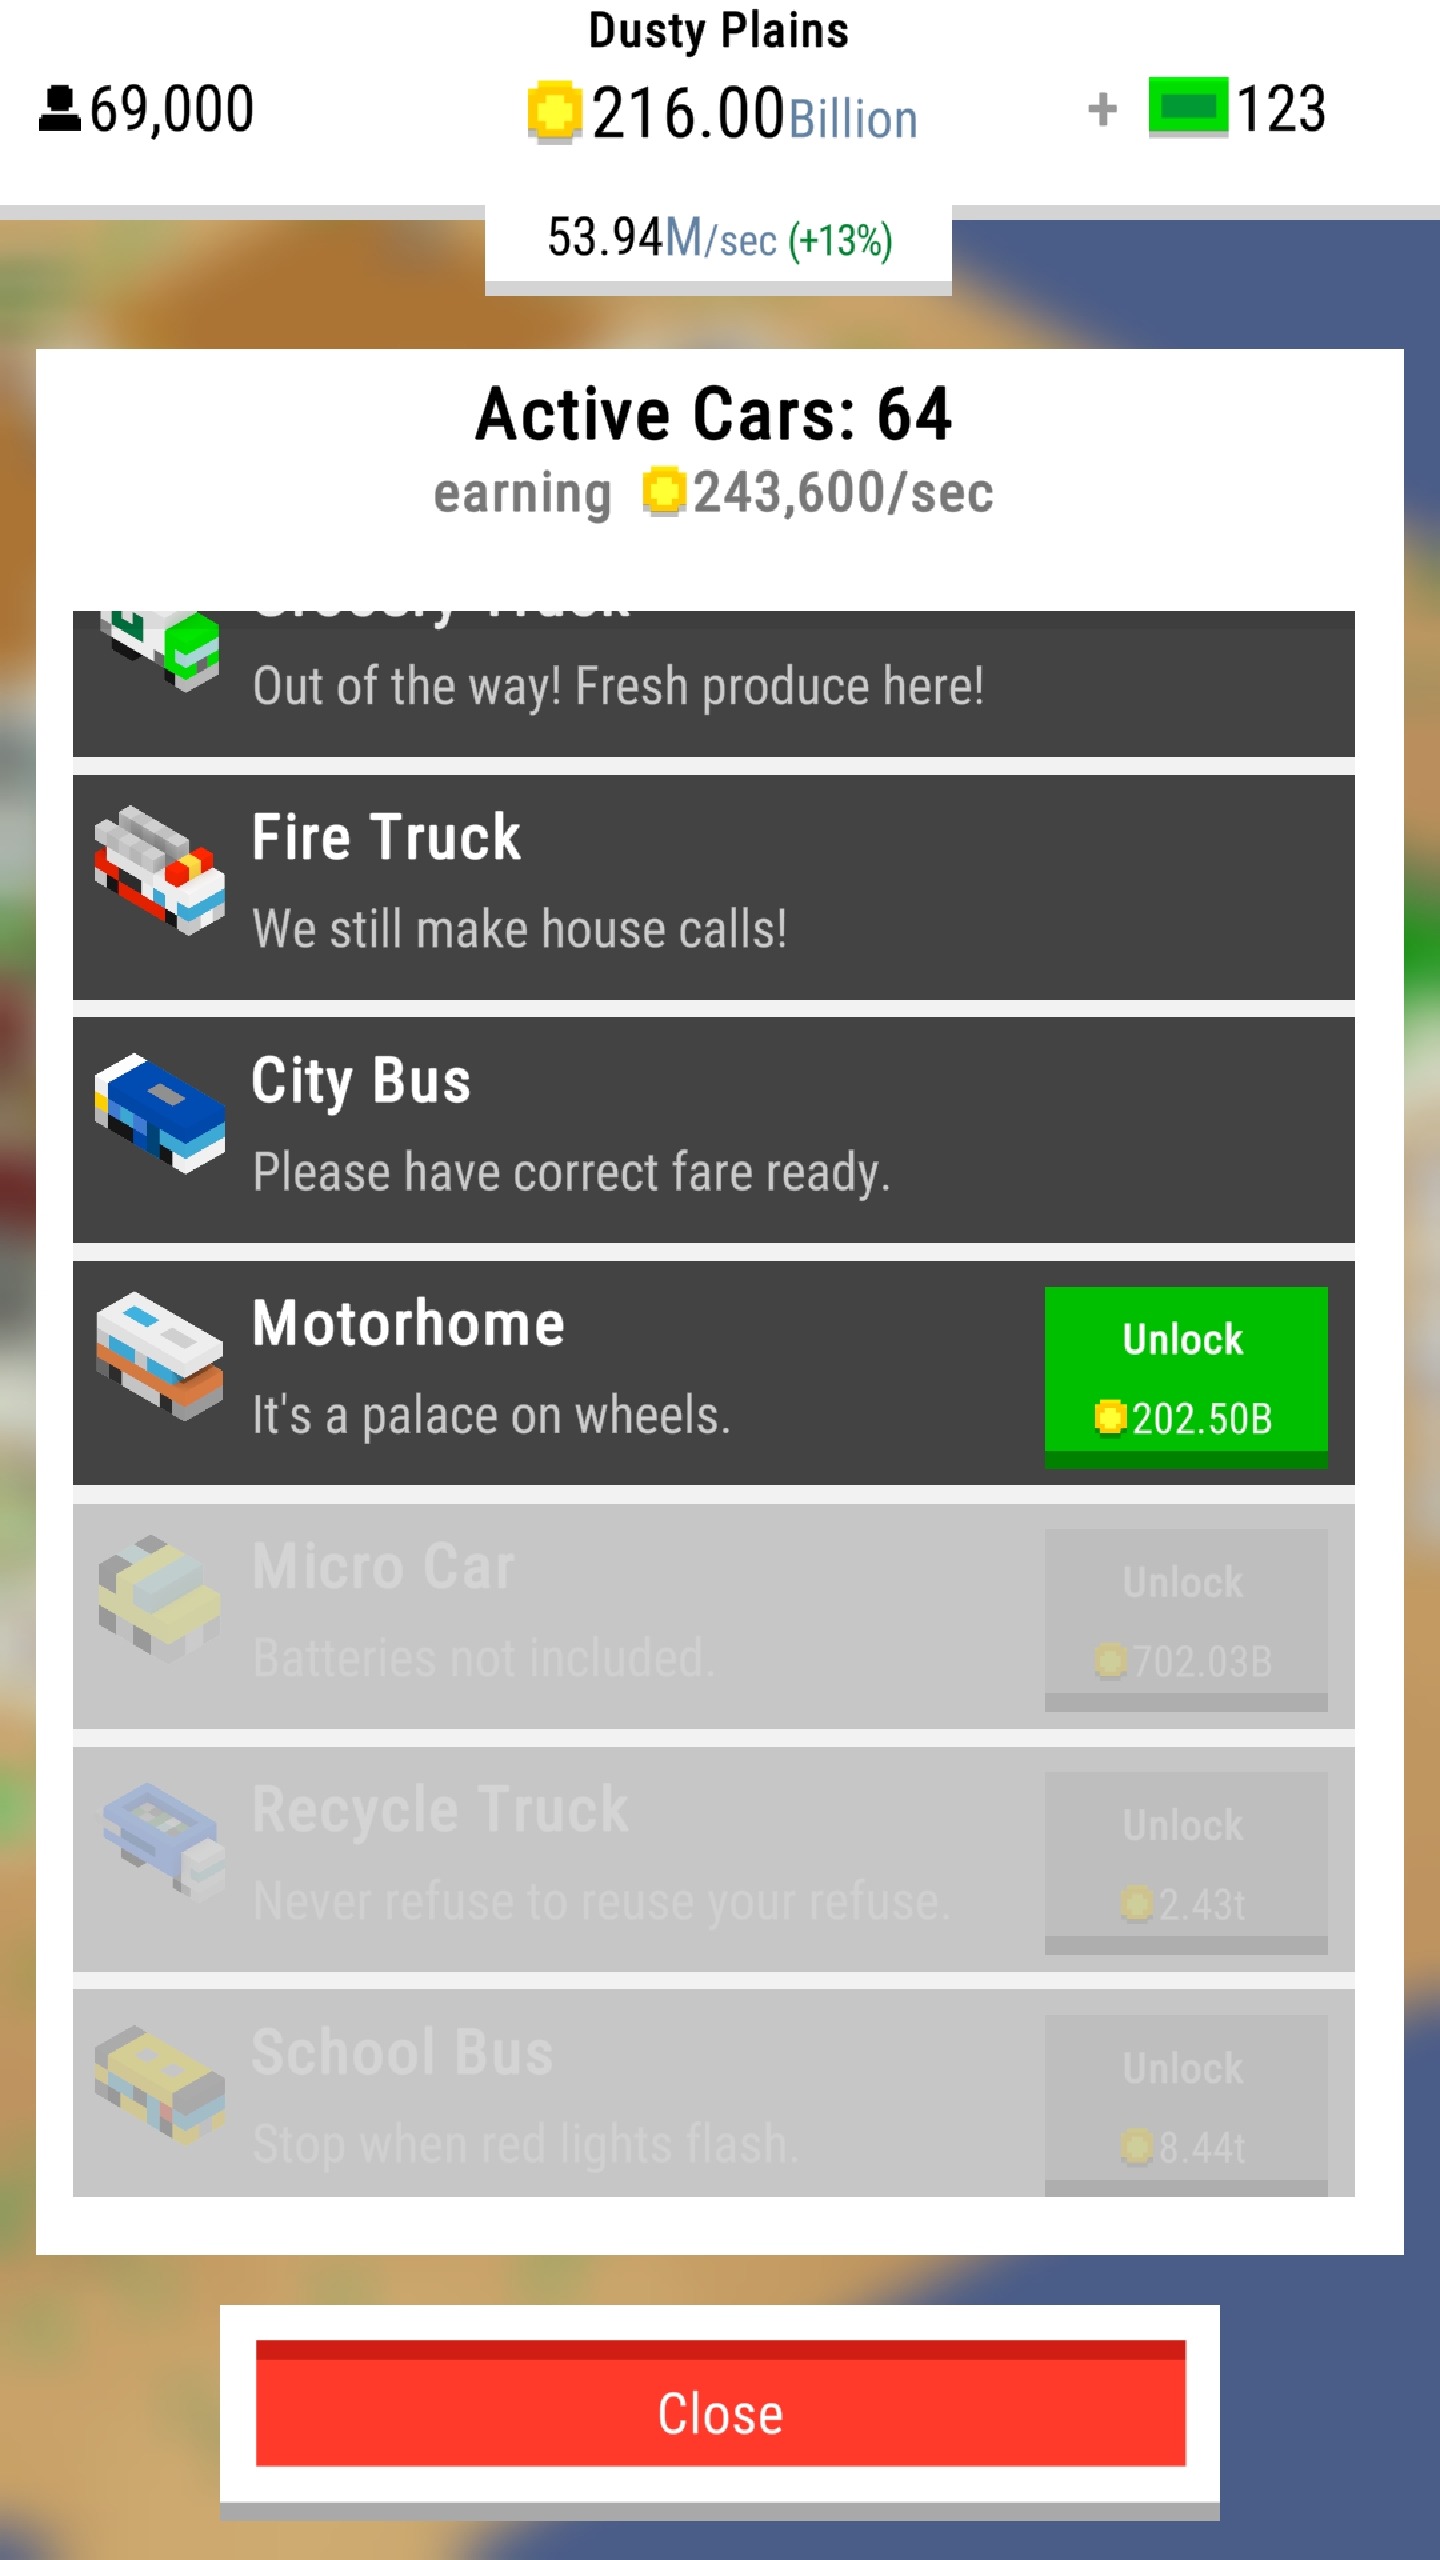 Dusty Plains
69,000
216.00Billion
+ 123
53.94M/sec (+13%)
Active Cars: 64
earning 243,600/sec
Grocery Truck
Out of the way! Fresh produce here!
Fire Truck
We still make house calls!
City Bus
Please have correct fare ready.
Motorhome
It's a palace on wheels.
Unlock
202.50B
Micro Car
Batteries not included.
Unlock
702.03B
Recycle Truck
Never refuse to reuse your refuse.
Unlock
2.43t
School Bus
Stop when red lights flash.
Unlock
8.44t
Close